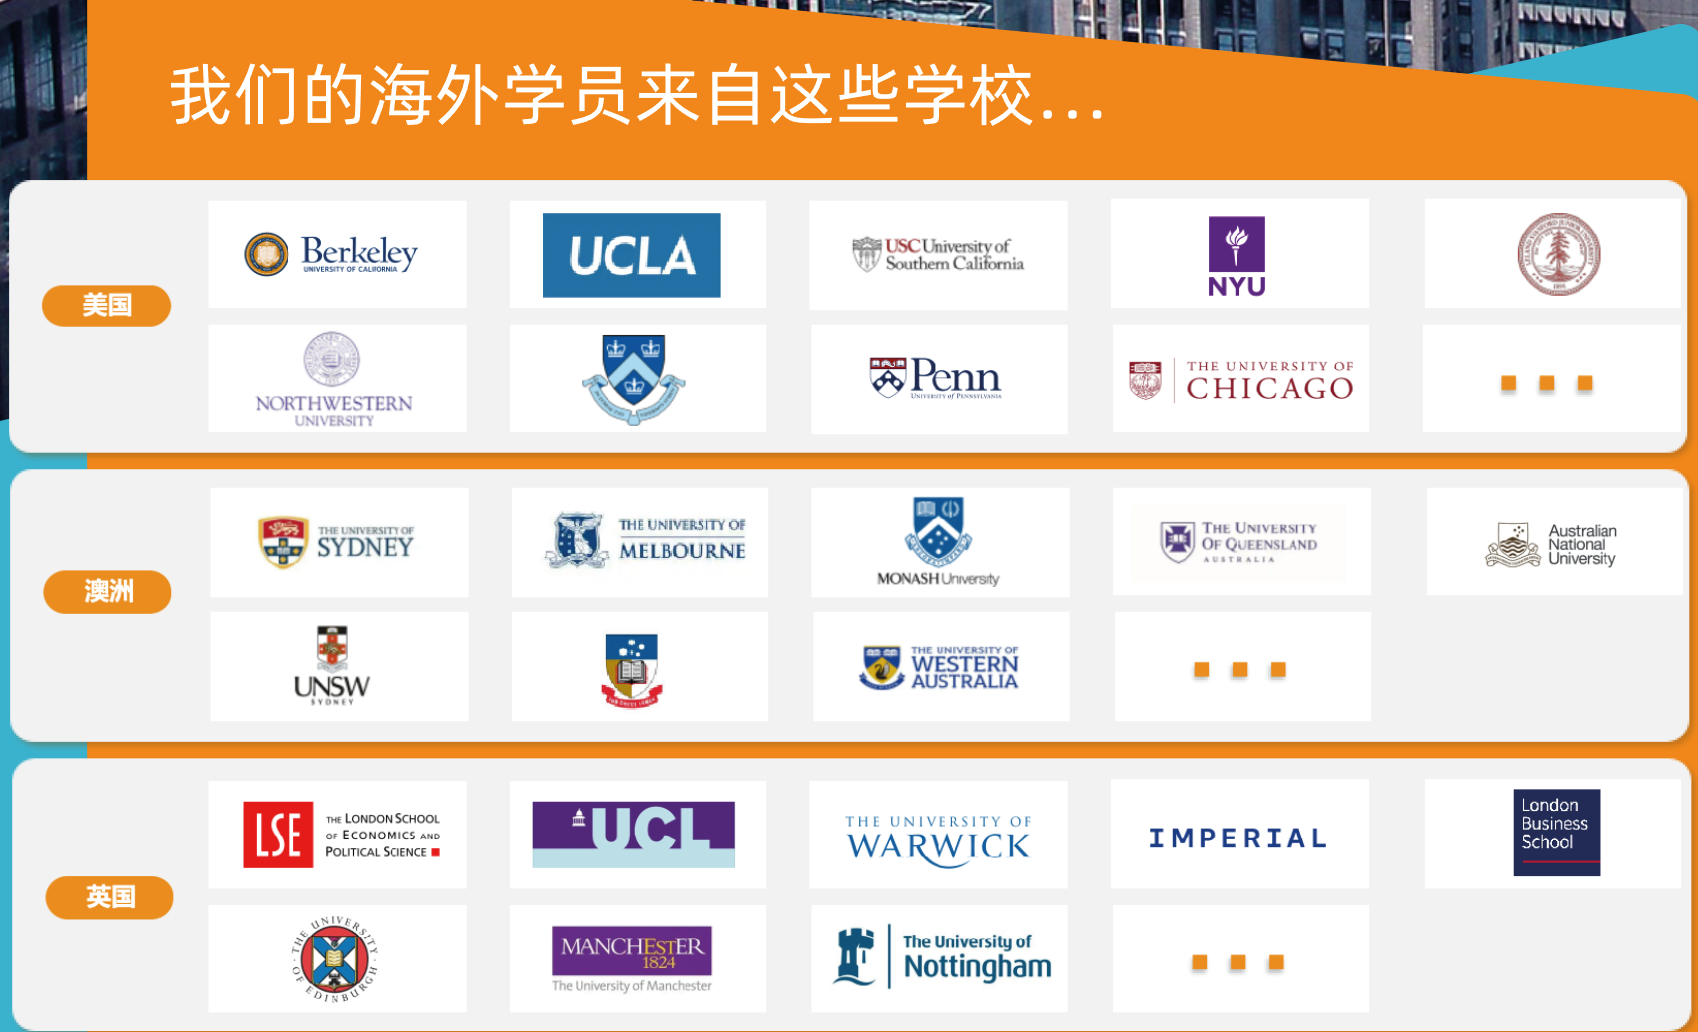 我们的海外学员来自这些学校...
美国
Berkeley
UNIVERSITY OF CALIFORNIA
UCLA
USC University of
Southern California
NYU
NORTHWESTERN
UNIVERSITY
Penn
UNIVERSITY of PENNSYLVANIA
THE UNIVERSITY OF
CHICAGO
澳洲
THE UNIVERSITY OF
SYDNEY
THE UNIVERSITY OF
MELBOURNE
MONASH University
THE UNIVERSITY
OF QUEENSLAND
AUSTRALIA
Australian
National
University
UNSW
SYDNEY
THE UNIVERSITY OF
WESTERN
AUSTRALIA
英国
LSE
THE LONDON SCHOOL
OF ECONOMICS AND
POLITICAL SCIENCE
UCL
THE UNIVERSITY OF
WARWICK
IMPERIAL
London
Business
School
THE UNIVERSITY OF EDINBURGH
MANCHESTER
1824
The University of Manchester
The University of
Nottingham